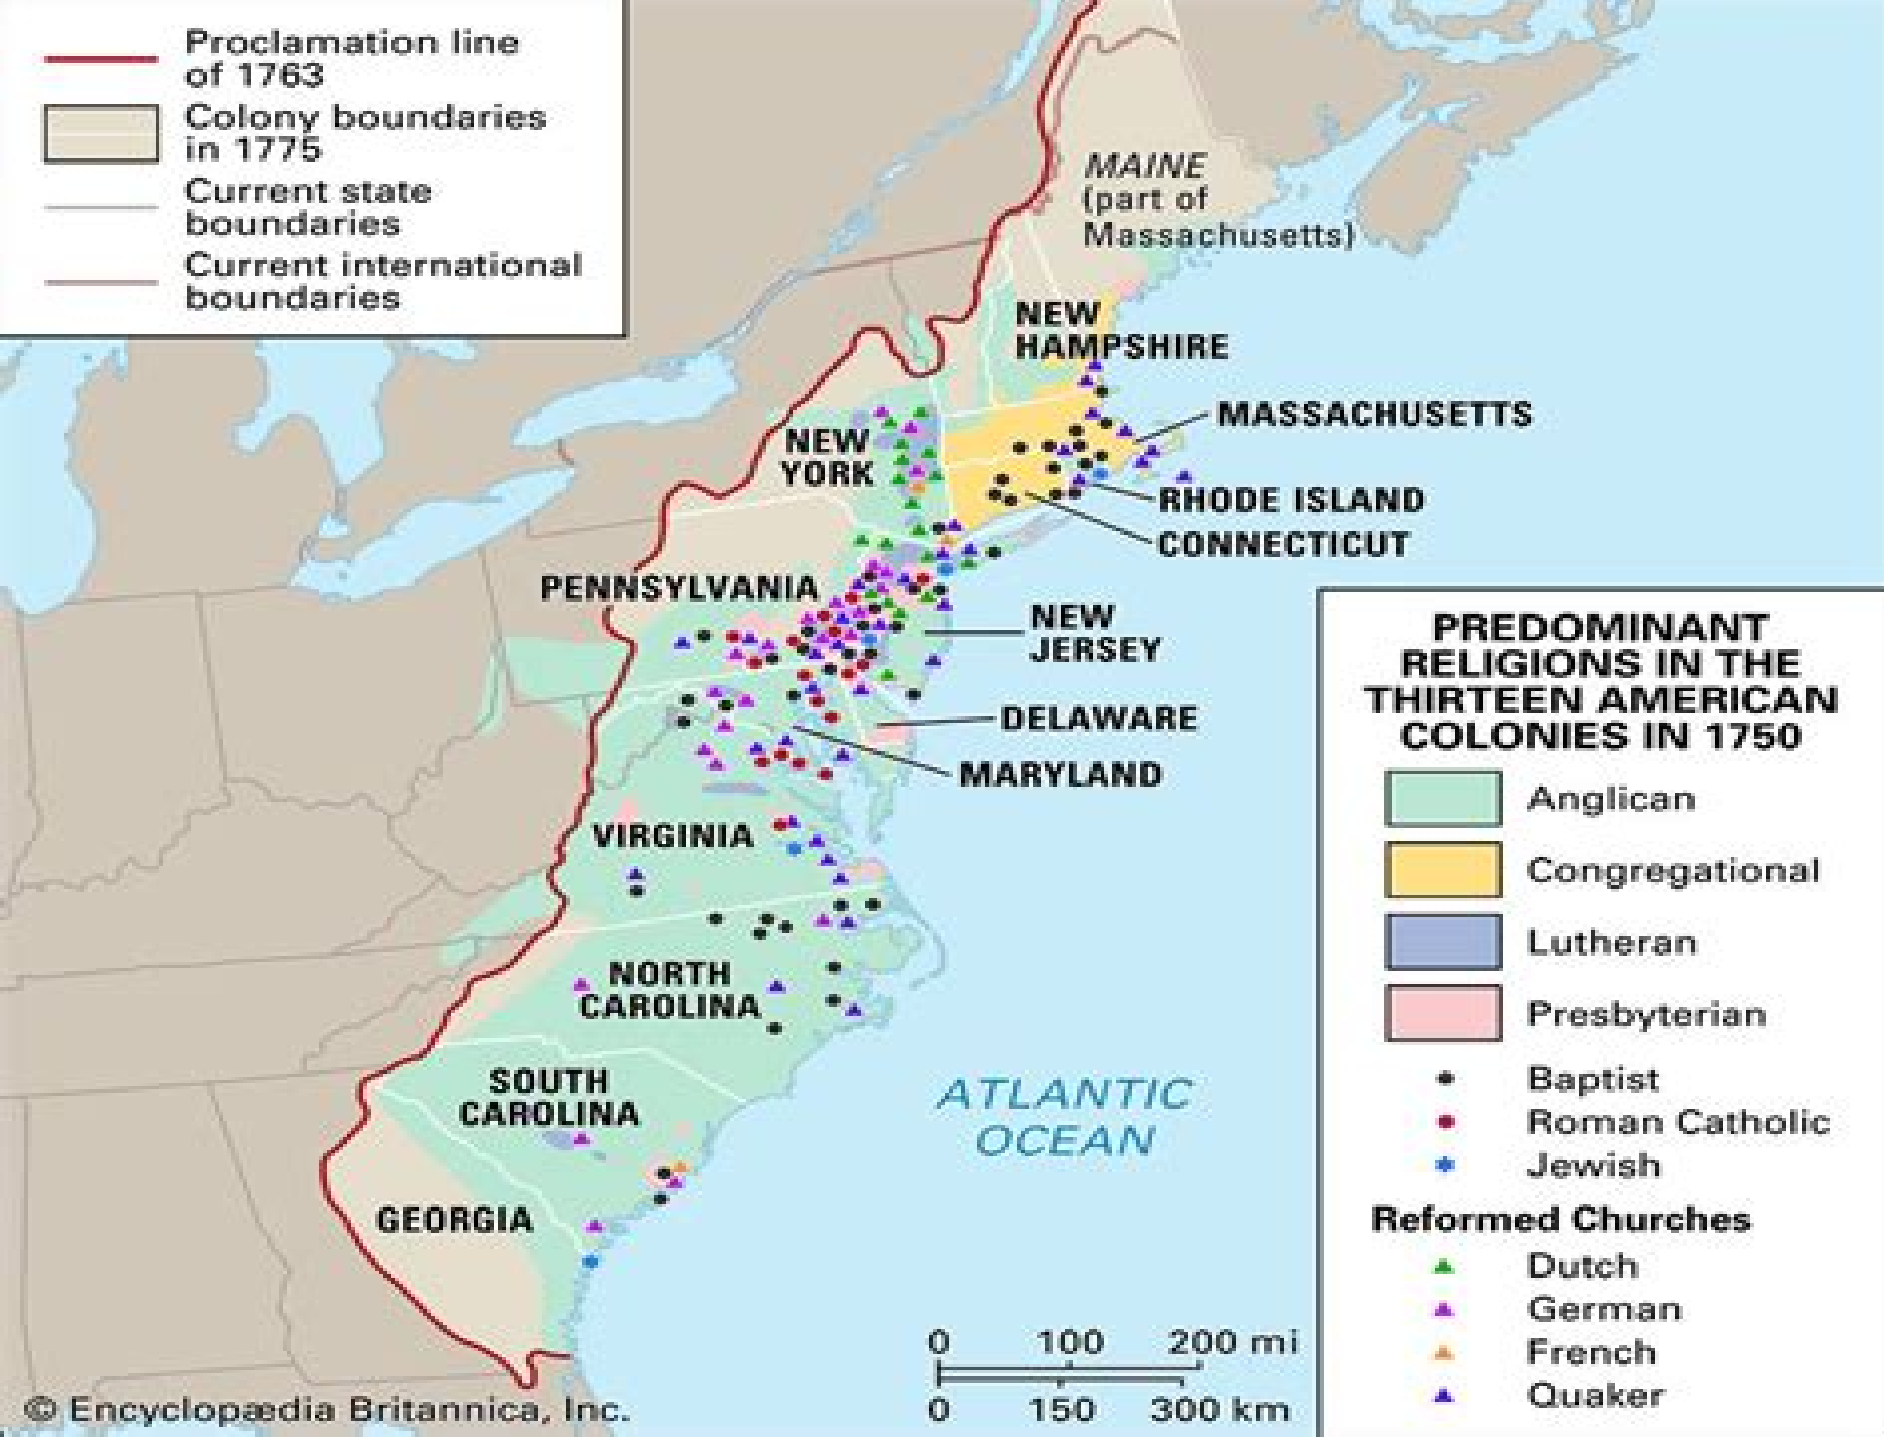 Proclamation line
of 1763
Colony boundaries
in 1775
Current state
boundaries
Current international
boundaries
MAINE
(part of
Massachusetts)
NEW
HAMPSHIRE
MASSACHUSETTS
NEW
YORK
RHODE ISLAND
CONNECTICUT
PENNSYLVANIA
NEW
JERSEY
DELAWARE
MARYLAND
VIRGINIA
NORTH
CAROLINA
SOUTH
CAROLINA
GEORGIA
ATLANTIC
OCEAN
PREDOMINANT
RELIGIONS IN THE
THIRTEEN AMERICAN
COLONIES IN 1750
Anglican
Congregational
Lutheran
Presbyterian
Baptist
Roman Catholic
Jewish
Reformed Churches
Dutch
German
French
Quaker
0 100 200 mi
0 150 300 km
© Encyclopædia Britannica, Inc.